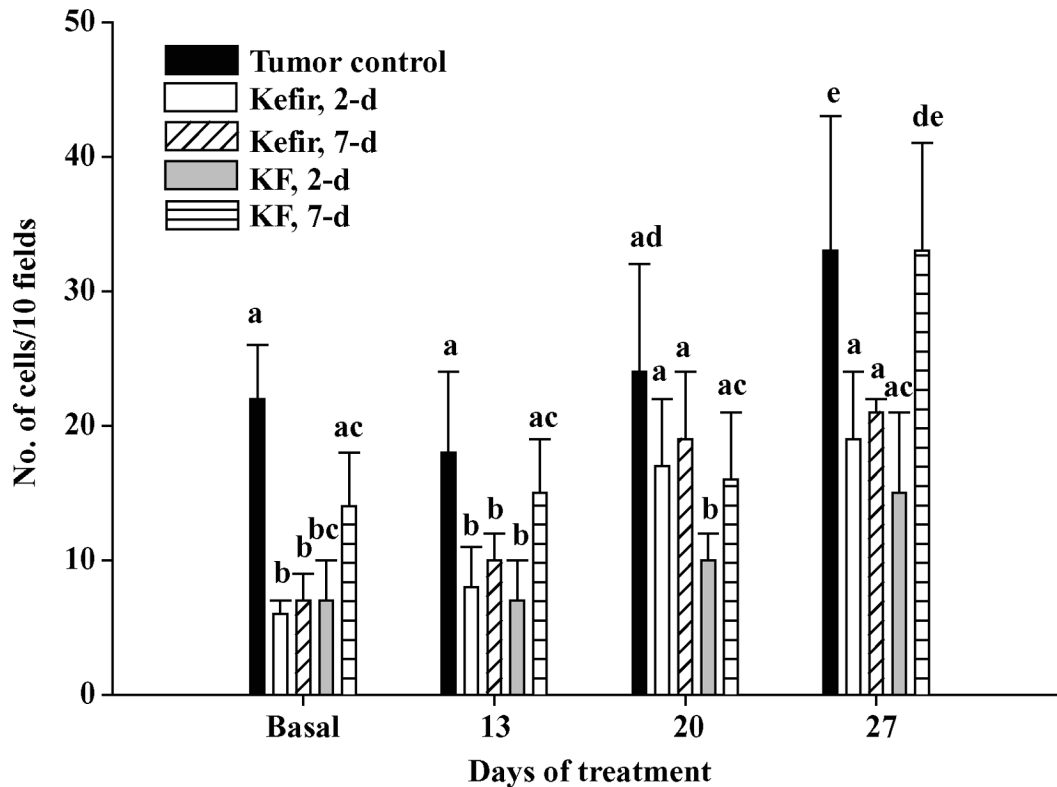 50
40
30
20
10
0
No. of cells/10 fields
Tumor control
Kefir, 2-d
Kefir, 7-d
KF, 2-d
KF, 7-d
a
b
b
bc
ac
a
b
b
b
ac
ad
a
a
b
ac
e
a
a
ac
de
Basal
13
20
27
Days of treatment